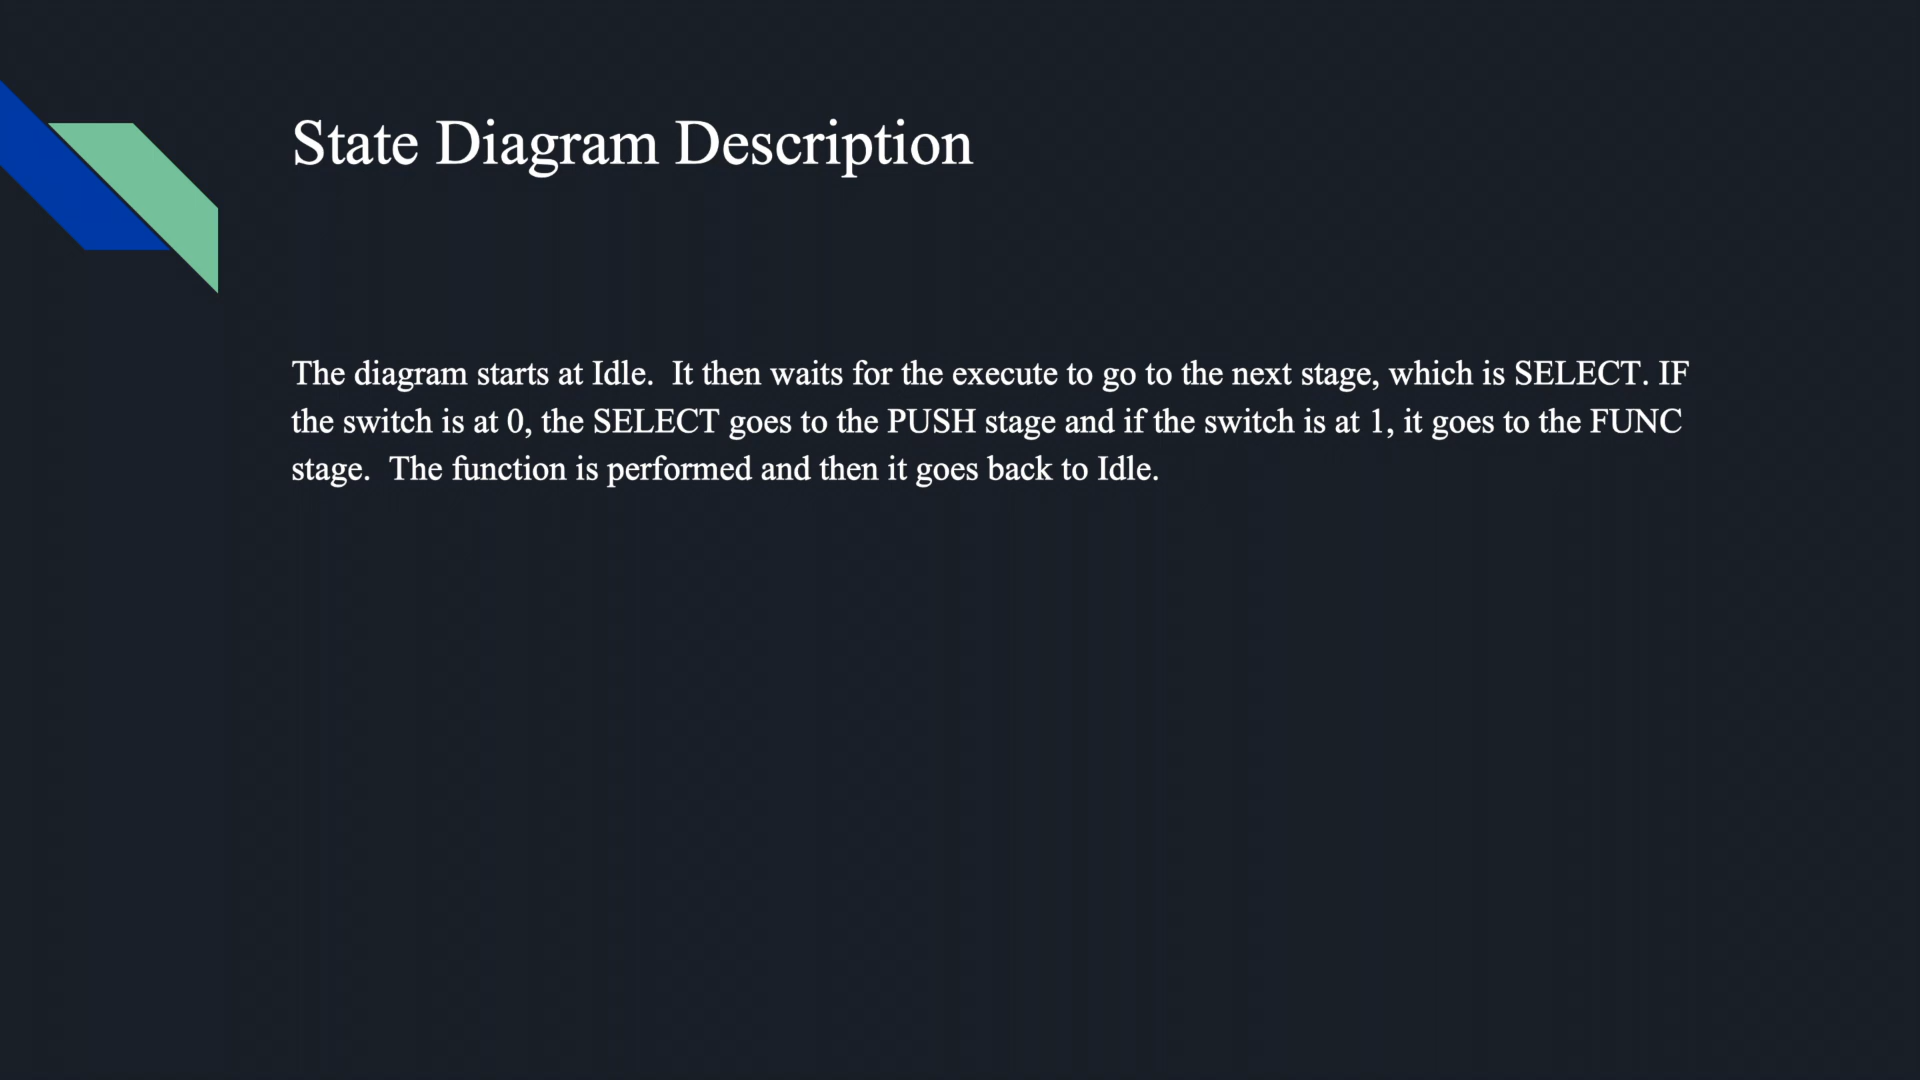 State Diagram Description
The diagram starts at Idle.  It then waits for the execute to go to the next stage, which is SELECT. IF
the switch is at 0, the SELECT goes to the PUSH stage and if the switch is at 1, it goes to the FUNC
stage.  The function is performed and then it goes back to Idle.